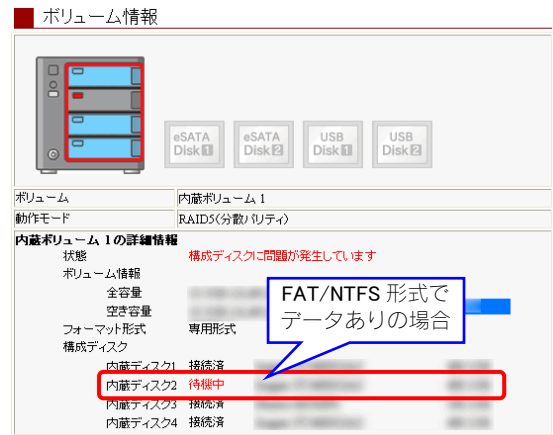 ボリューム情報
eSATA Disk1
eSATA Disk2
USB Disk1
USB Disk2
ボリューム 内蔵ボリューム 1
動作モード RAID5(分散パリティ)
内蔵ボリューム 1の詳細情報
状態 構成ディスクに問題が発生しています
ボリューム情報
全容量
空き容量
FAT/NTFS 形式で
データありの場合
フォーマット形式 専用形式
構成ディスク
内蔵ディスク1 接続済
内蔵ディスク2 待機中
内蔵ディスク3 接続済
内蔵ディスク4 接続済